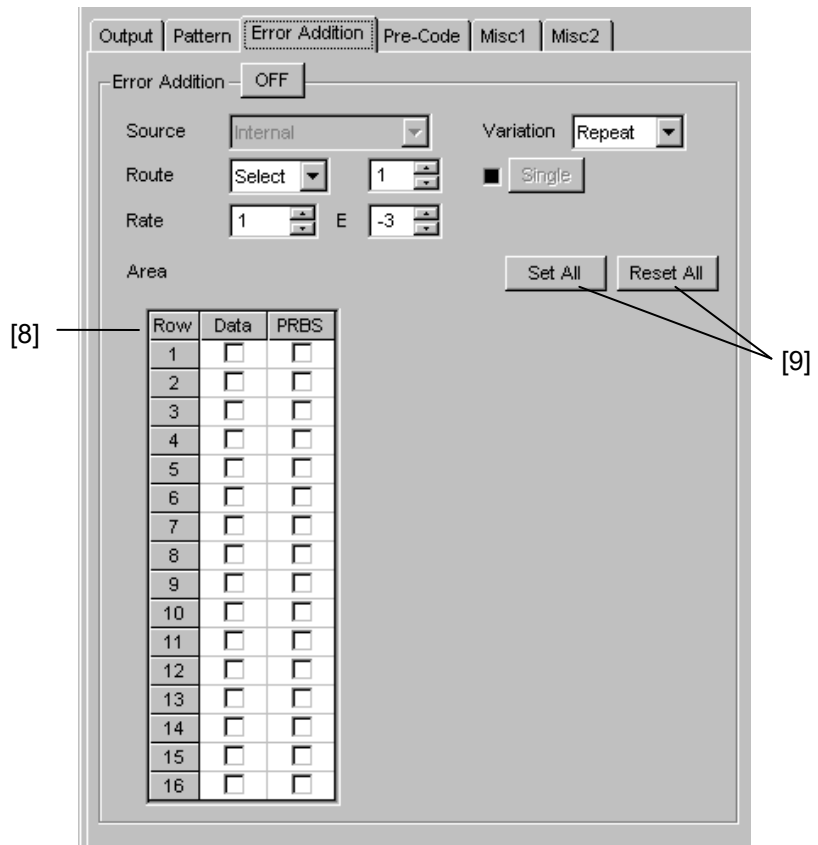 Output Pattern Error Addition Pre-Code Misc1 Misc2
Error Addition OFF
Source Internal Variation Repeat
Route Select 1 Single
Rate 1 E -3
Area Set All Reset All
[8] Row Data PRBS
1
[9]
2
3
4
5
6
7
8
9
10
11
12
13
14
15
16